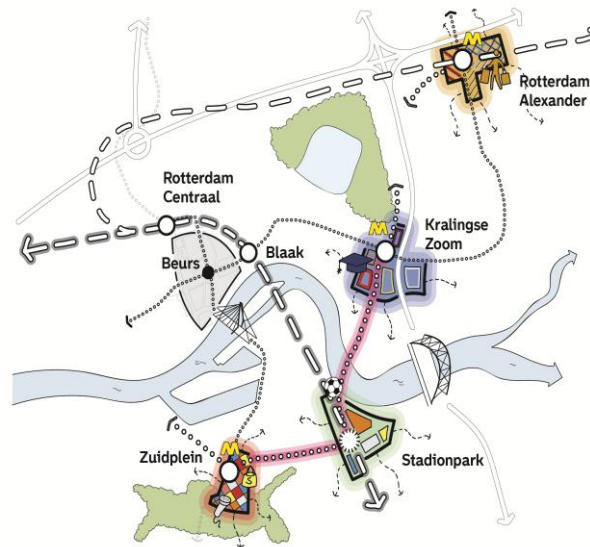 Rotterdam
Alexander
Rotterdam
Centraal
Kralingse
Zoom
Beurs
Blaak
Zuidplein
Stadionpark
M
M
M